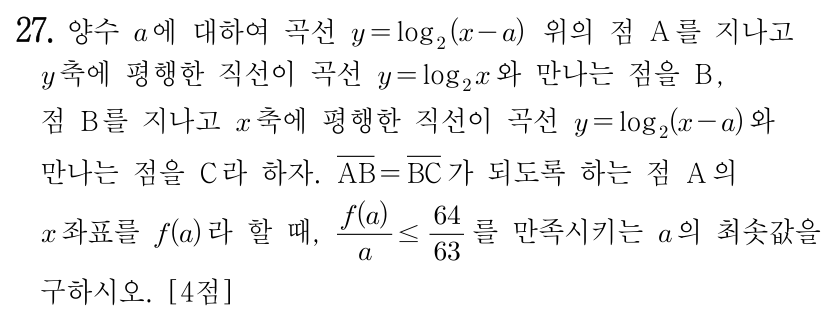 27. 양수 a에 대하여 곡선 y=log₂(x-a) 위의 점 A를 지나고
y축에 평행한 직선이 곡선 y=log₂x와 만나는 점을 B,
점 B를 지나고 x축에 평행한 직선이 곡선 y=log₂(x-a)와
만나는 점을 C라 하자. \overline{AB}=\overline{BC}가 되도록 하는 점 A의
x좌표를 f(a)라 할 때, \frac{f(a)}{a} ≤ \frac{64}{63}를 만족시키는 a의 최솟값을
구하시오. [4점]